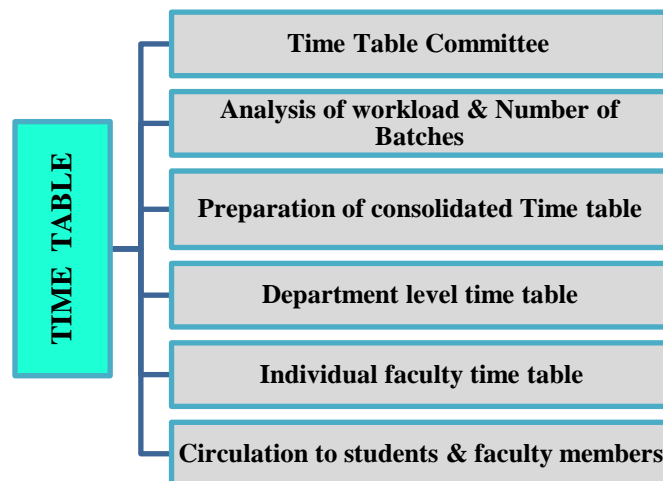 TIME TABLE
Time Table Committee
Analysis of workload & Number of
Batches
Preparation of consolidated Time table
Department level time table
Individual faculty time table
Circulation to students & faculty members